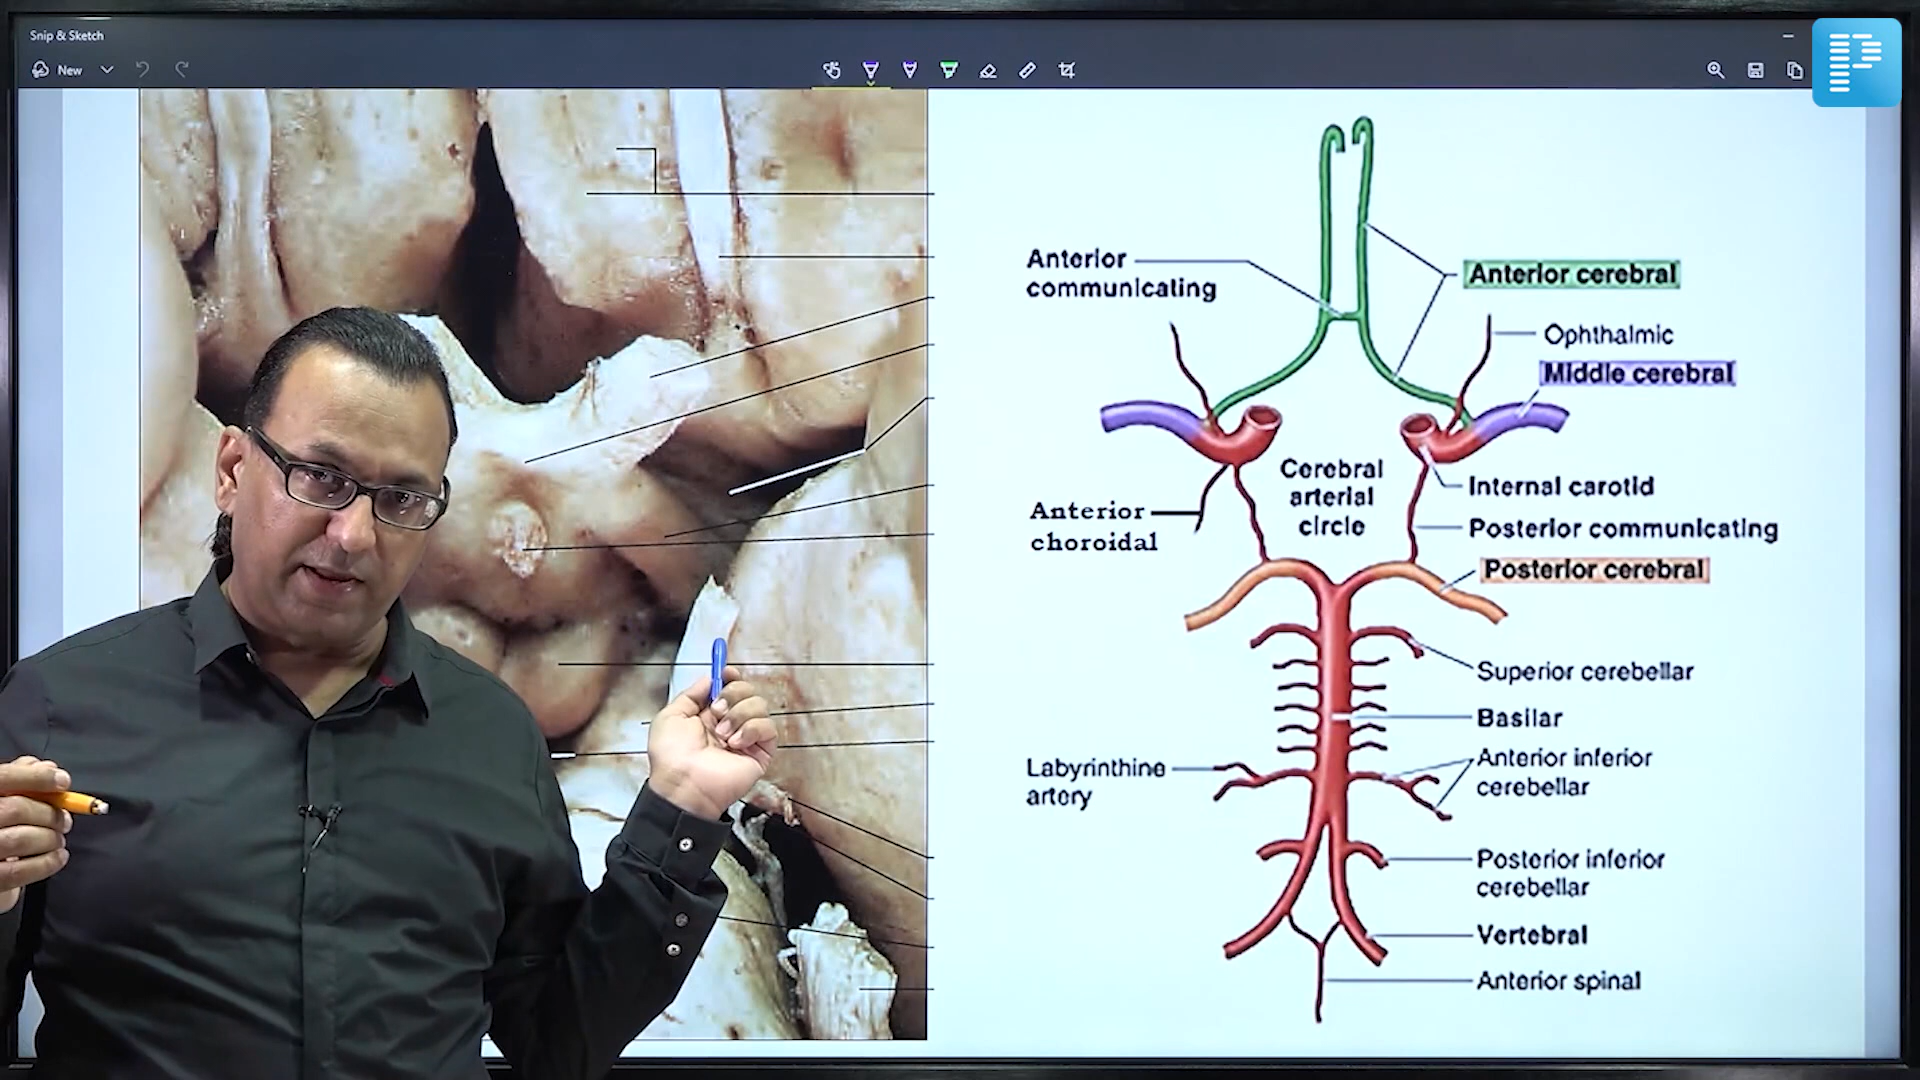 Snip & Sketch
New
Anterior
communicating
Anterior cerebral
Ophthalmic
Middle cerebral
Cerebral
arterial
circle
Internal carotid
Anterior
choroidal
Posterior communicating
Posterior cerebral
Superior cerebellar
Basilar
Labyrinthine
artery
Anterior inferior
cerebellar
Posterior inferior
cerebellar
Vertebral
Anterior spinal